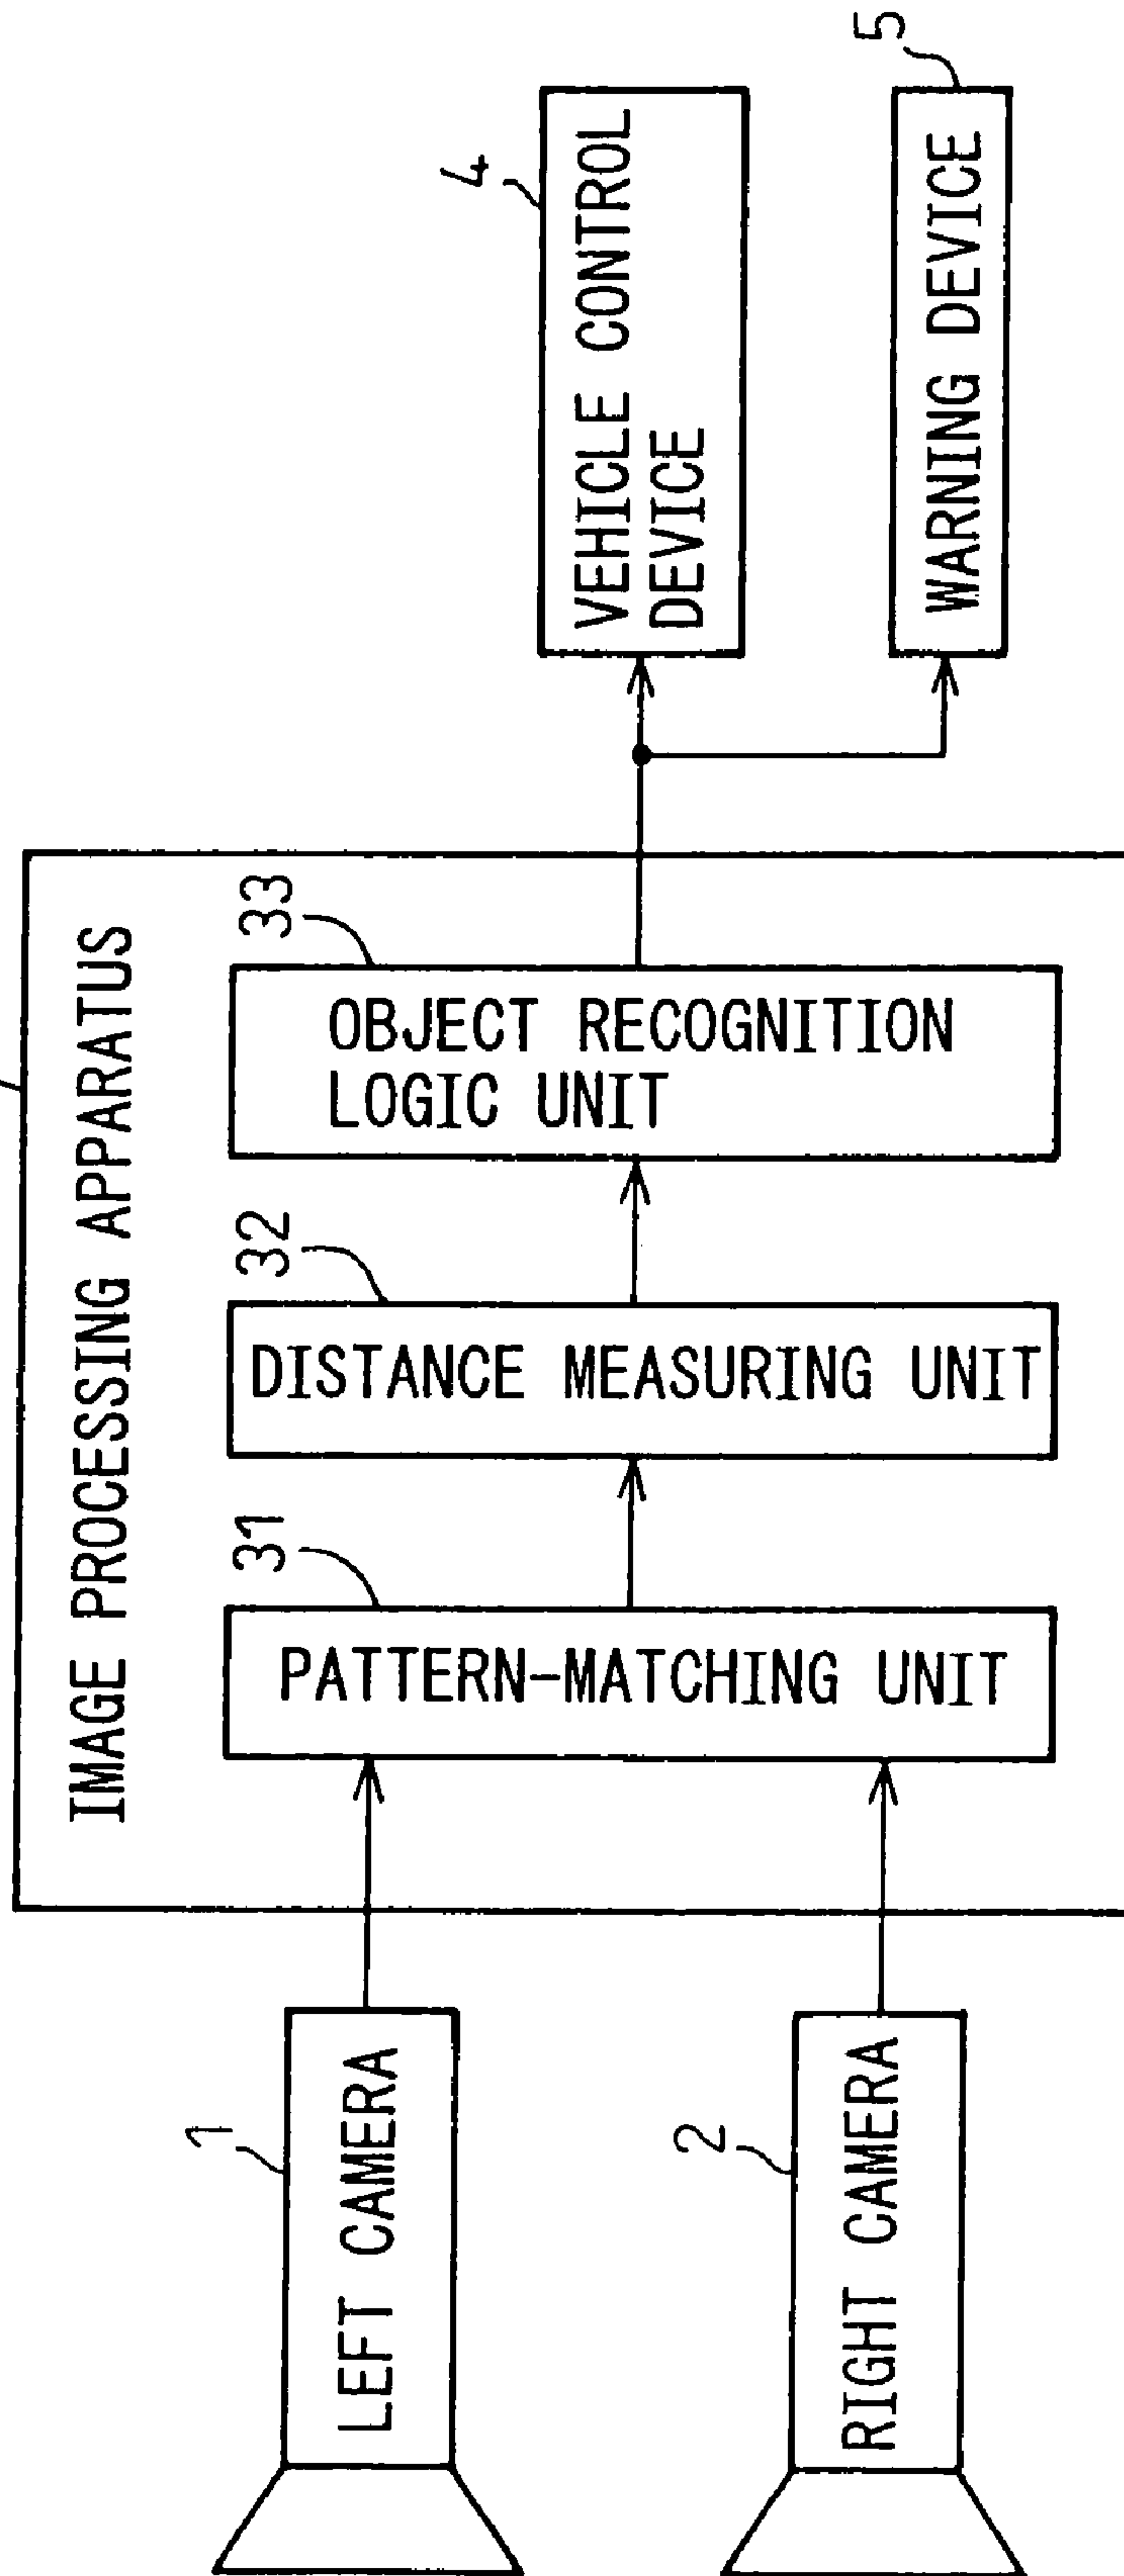 IMAGE PROCESSING APPARATUS
1
LEFT CAMERA
2
RIGHT CAMERA
31
PATTERN-MATCHING UNIT
32
DISTANCE MEASURING UNIT
33
OBJECT RECOGNITION
LOGIC UNIT
4
VEHICLE CONTROL
DEVICE
5
WARNING DEVICE